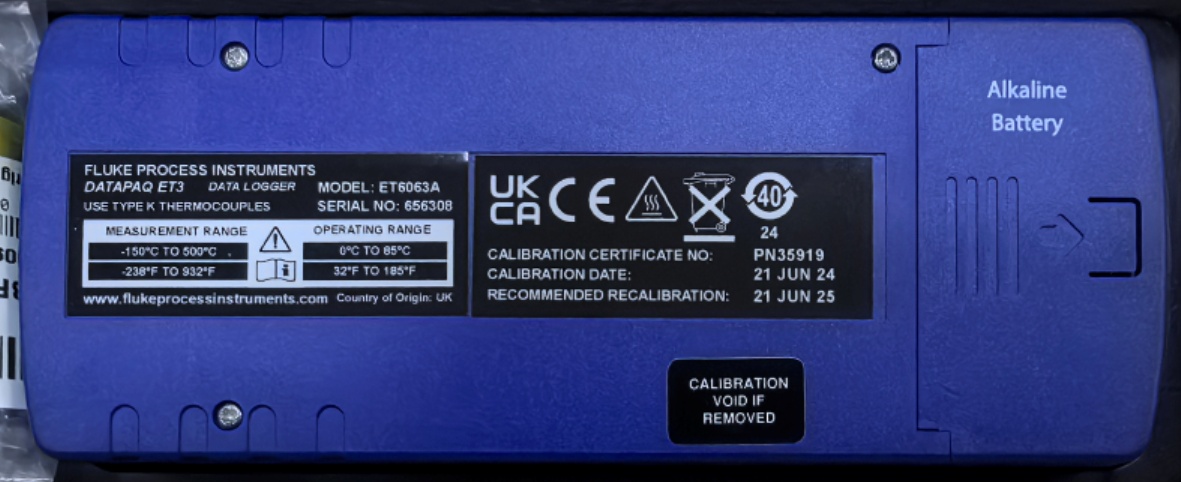 FLUKE PROCESS INSTRUMENTS
DATAPAQ ET3 DATA LOGGER MODEL: ET6063A
USE TYPE K THERMOCOUPLES SERIAL NO: 656308
MEASUREMENT RANGE
-150°C TO 500°C
-238°F TO 932°F
OPERATING RANGE
0°C TO 85°C
32°F TO 185°F
www.flukeprocessinstruments.com Country of Origin: UK
UK
CA
CE
40
24
CALIBRATION CERTIFICATE NO: PN35919
CALIBRATION DATE: 21 JUN 24
RECOMMENDED RECALIBRATION: 21 JUN 25
CALIBRATION
VOID IF
REMOVED
Alkaline
Battery